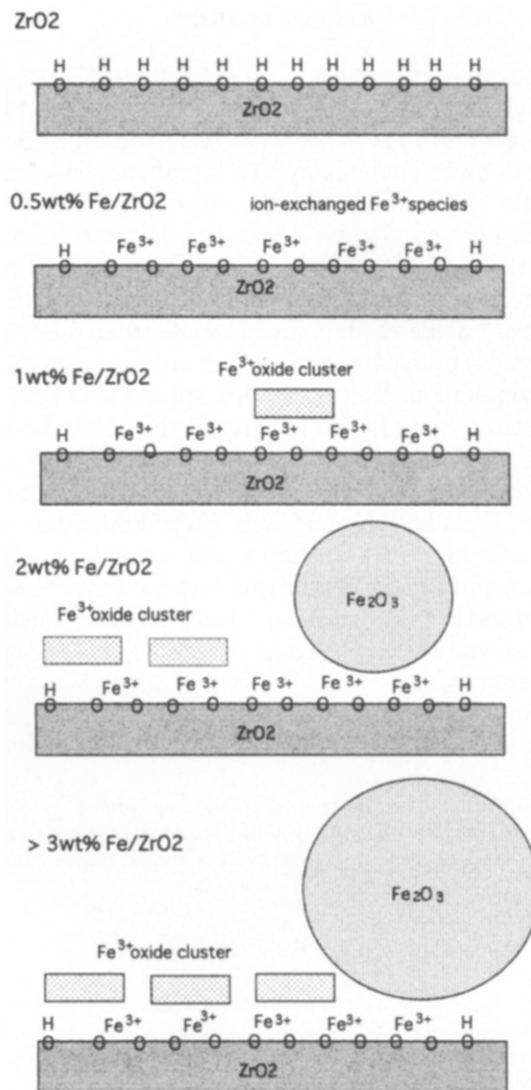 ZrO2
H H H H H H H H H H H H
O O O O O O O O O O O O
ZrO2
0.5wt% Fe/ZrO2 ion-exchanged Fe³⁺species
H Fe³⁺ Fe³⁺ Fe³⁺ Fe³⁺ Fe³⁺ H
O O O O O O O O O O O O
ZrO2
1wt% Fe/ZrO2 Fe³⁺oxide cluster
H Fe³⁺ Fe³⁺ Fe³⁺ Fe³⁺ Fe³⁺ H
O O O O O O O O O O O O
ZrO2
2wt% Fe/ZrO2
Fe₂O₃
Fe³⁺oxide cluster
H Fe³⁺ Fe³⁺ Fe³⁺ Fe³⁺ Fe³⁺ H
O O O O O O O O O O O O
ZrO2
> 3wt% Fe/ZrO2
Fe₂O₃
Fe³⁺oxide cluster
H Fe³⁺ Fe³⁺ Fe³⁺ Fe³⁺ Fe³⁺ H
O O O O O O O O O O O O
ZrO2